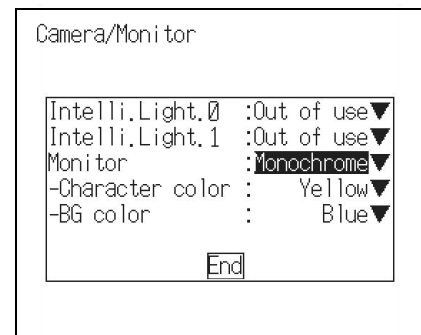 Camera/Monitor
Intelli.Light.0 :Out of use▼
Intelli.Light.1 :Out of use▼
Monitor :Monochrome▼
-Character color : Yellow▼
-BG color : Blue▼
End